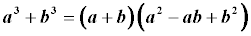 a³ + b³ = (a + b)(a² − ab + b²)